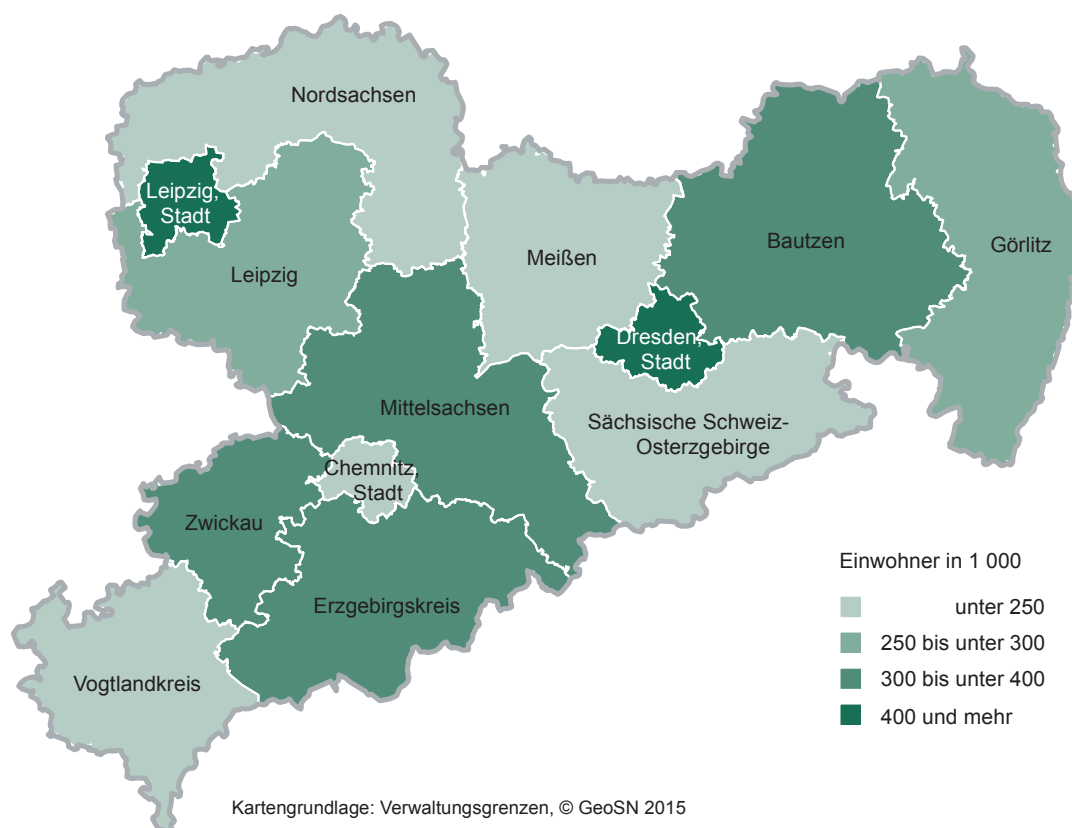 Nordsachsen
Leipzig,
Stadt
Leipzig
Meißen
Bautzen
Görlitz
Dresden,
Stadt
Mittelsachsen
Sächsische Schweiz-
Osterzgebirge
Chemnitz,
Stadt
Zwickau
Erzgebirgskreis
Vogtlandkreis
Einwohner in 1 000
unter 250
250 bis unter 300
300 bis unter 400
400 und mehr
Kartengrundlage: Verwaltungsgrenzen, © GeoSN 2015